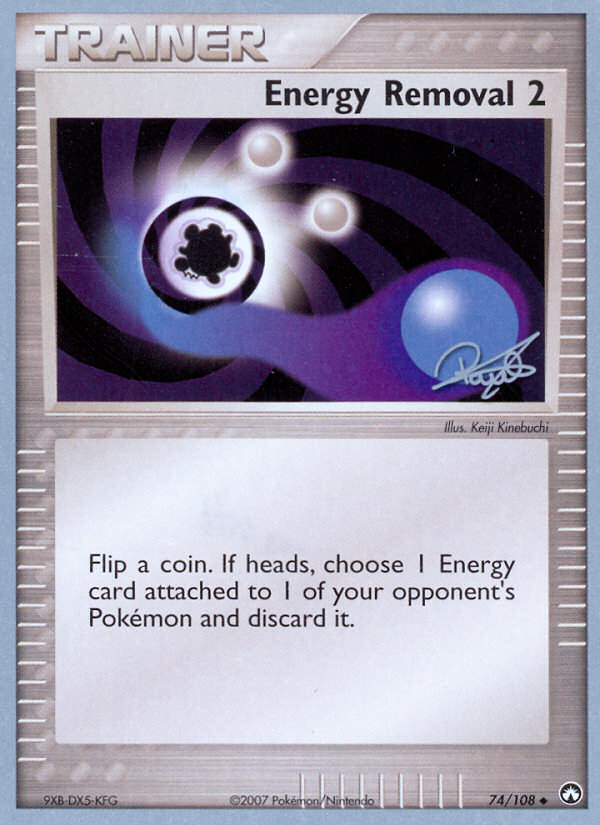 TRAINER
Energy Removal 2
Illus. Keiji Kinebuchi
Flip a coin. If heads, choose 1 Energy
card attached to 1 of your opponent's
Pokémon and discard it.
9XB-DX5-KFG
©2007 Pokémon/Nintendo
74/108